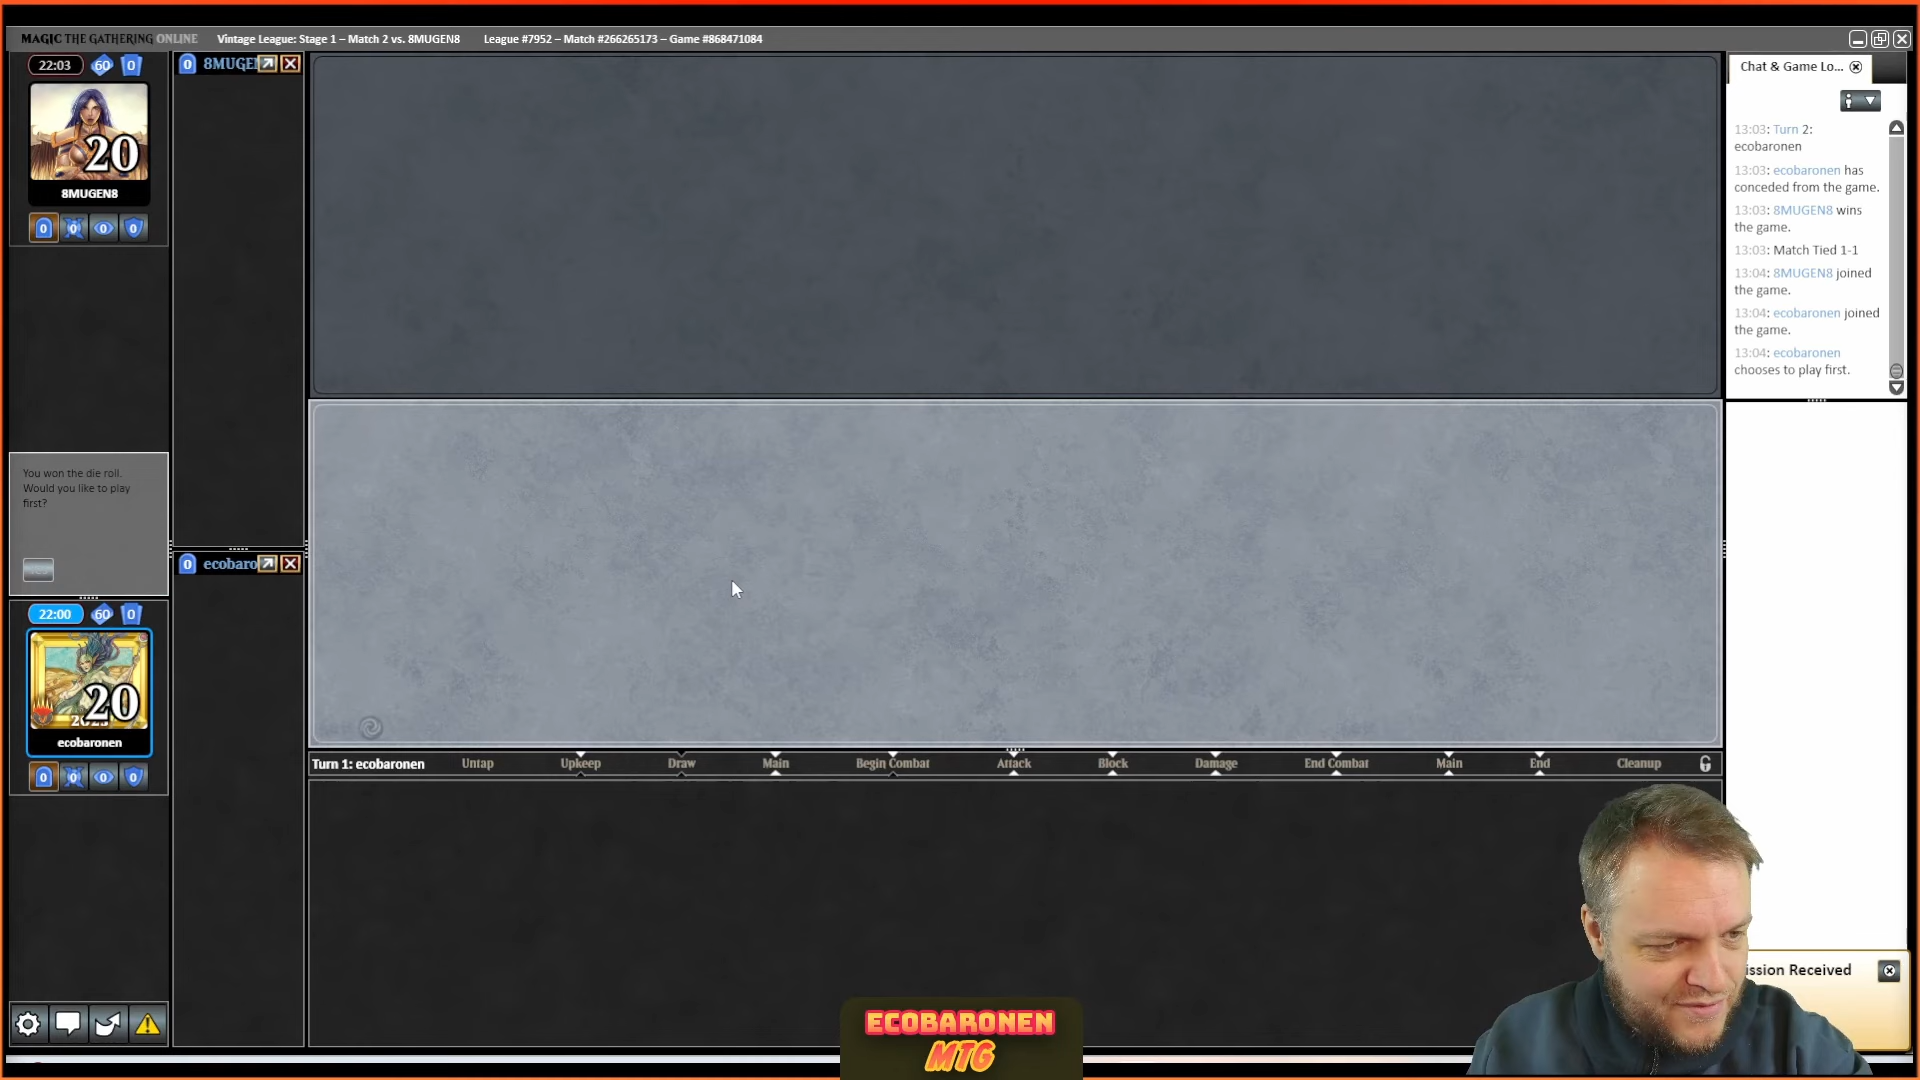 MAGIC THE GATHERING ONLINE
Vintage League: Stage 1 – Match 2 vs. 8MUGEN8
League #7952 – Match #266265173 – Game #868471084
22:03 60 0
20
8MUGEN8
0 0 0 0
0 8MUGE
You won the die roll.
Would you like to play
first?
22:00 60 0
20
ecobaronen
0 0 0 0
0 ecobaro
Turn 1: ecobaronen
Untap
Upkeep
Draw
Main
Begin Combat
Attack
Block
Damage
End Combat
Main
End
Cleanup
Chat & Game Lo...
13:03: Turn 2:
ecobaronen
13:03: ecobaronen has
conceded from the game.
13:03: 8MUGEN8 wins
the game.
13:03: Match Tied 1-1
13:04: 8MUGEN8 joined
the game.
13:04: ecobaronen joined
the game.
13:04: ecobaronen
chooses to play first.
ission Received
ECOBARONEN
MTG